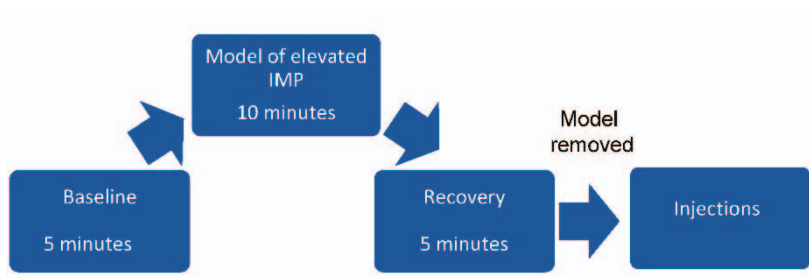 Model of elevated
IMP
10 minutes
Baseline
5 minutes
Recovery
5 minutes
Model
removed
Injections